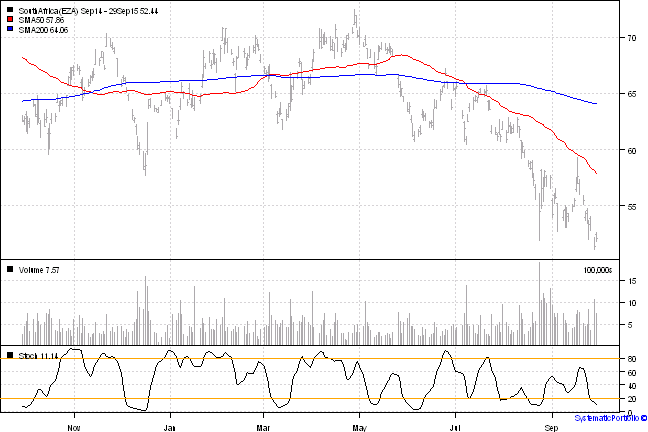 SouthAfrica(EZA) Sep14 - 29Sep15 52.44
SMA50 57.86
SMA200 64.06
70
65
60
55
Volume 7.57
100,000s
15
10
5
Stoch 11.14
80
60
40
20
0
Nov Jan Mar May Jul Sep
SystematicPortfolio ©